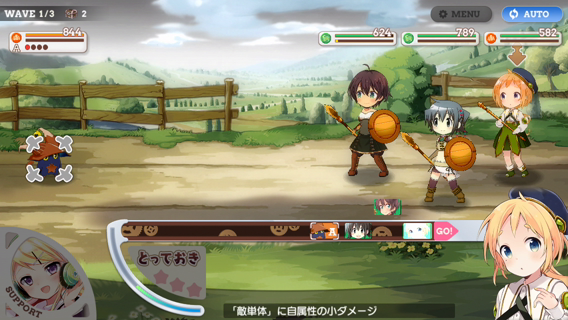 WAVE 1/3 2
MENU
AUTO
844
A
624
789
582
A
GO!
とっておき
SUPPORT
「敵単体」に自属性の小ダメージ